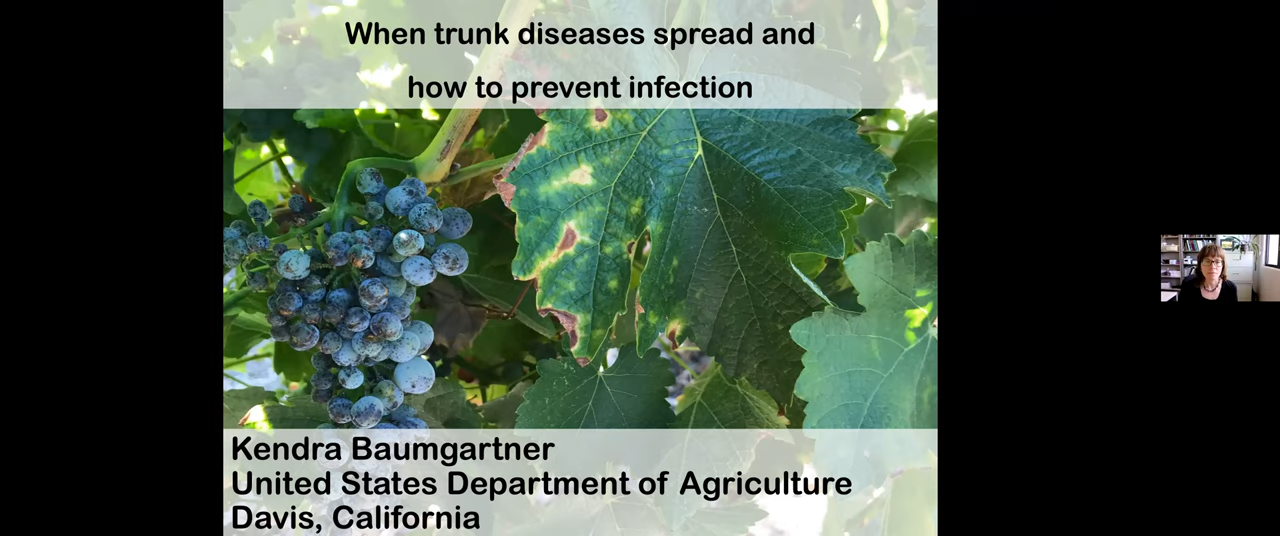 When trunk diseases spread and
how to prevent infection
Kendra Baumgartner
United States Department of Agriculture
Davis, California